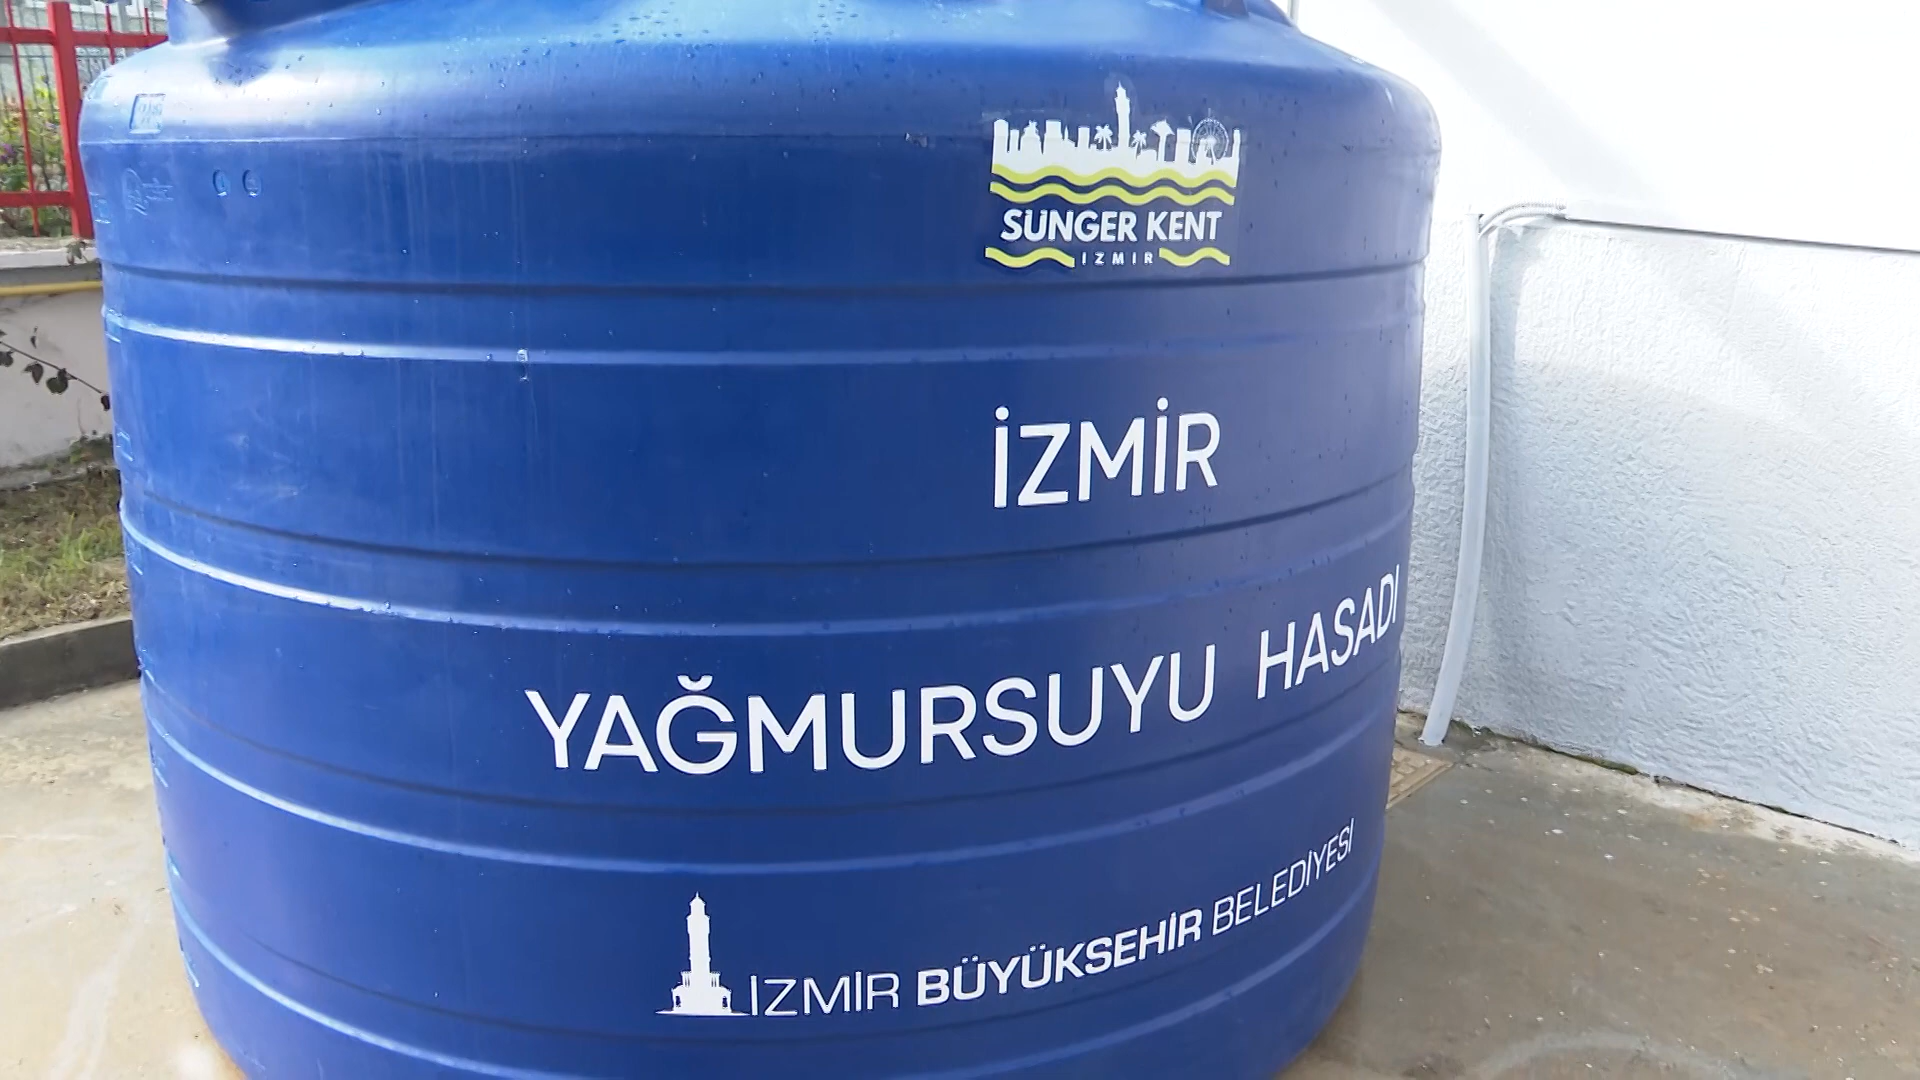 SÜNGER KENT
İZMİR
İZMİR
YAĞMURSUYU HASADI
İZMİR BÜYÜKŞEHİR BELEDİYESİ